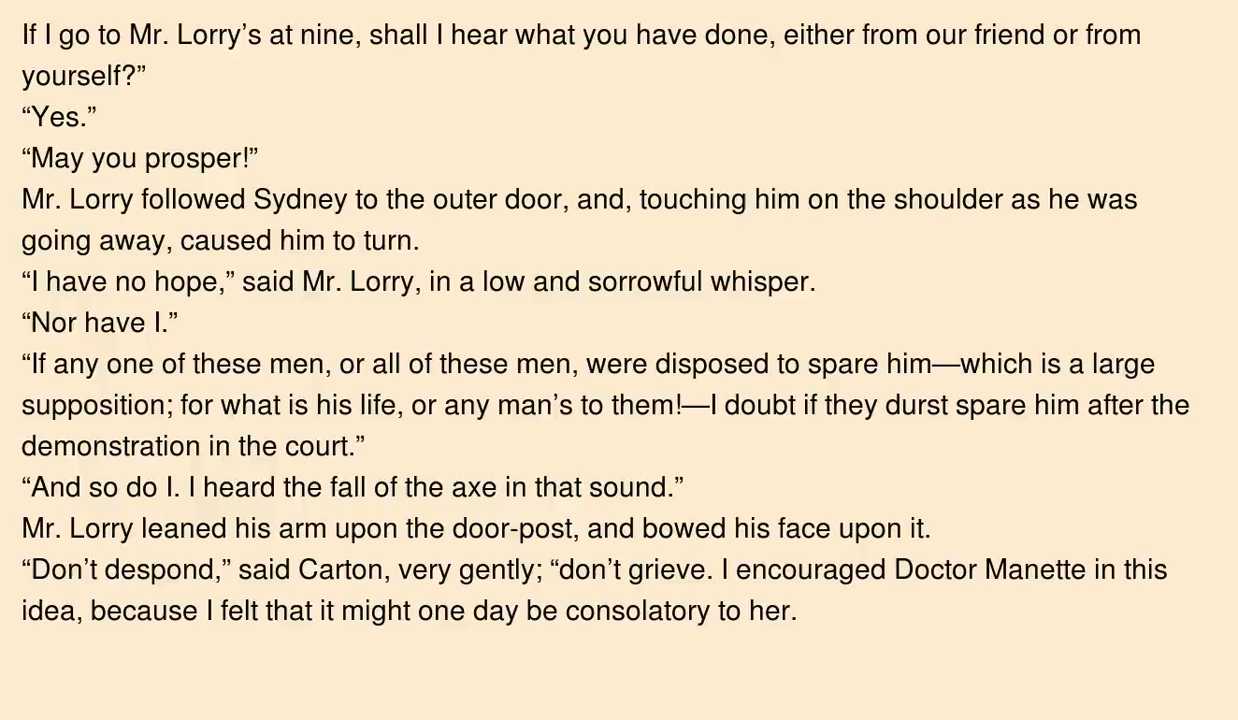 If I go to Mr. Lorry’s at nine, shall I hear what you have done, either from our friend or from
yourself?”
“Yes.”
“May you prosper!”
Mr. Lorry followed Sydney to the outer door, and, touching him on the shoulder as he was
going away, caused him to turn.
“I have no hope,” said Mr. Lorry, in a low and sorrowful whisper.
“Nor have I.”
“If any one of these men, or all of these men, were disposed to spare him—which is a large
supposition; for what is his life, or any man’s to them!—I doubt if they durst spare him after the
demonstration in the court.”
“And so do I. I heard the fall of the axe in that sound.”
Mr. Lorry leaned his arm upon the door-post, and bowed his face upon it.
“Don’t despond,” said Carton, very gently; “don’t grieve. I encouraged Doctor Manette in this
idea, because I felt that it might one day be consolatory to her.